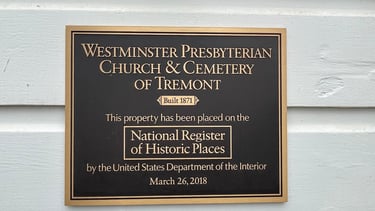 WESTMINSTER PRESBYTERIAN
CHURCH & CEMETERY
OF TREMONT
Built 1871
This property has been placed on the
National Register
of Historic Places
by the United States Department of the Interior
March 26, 2018